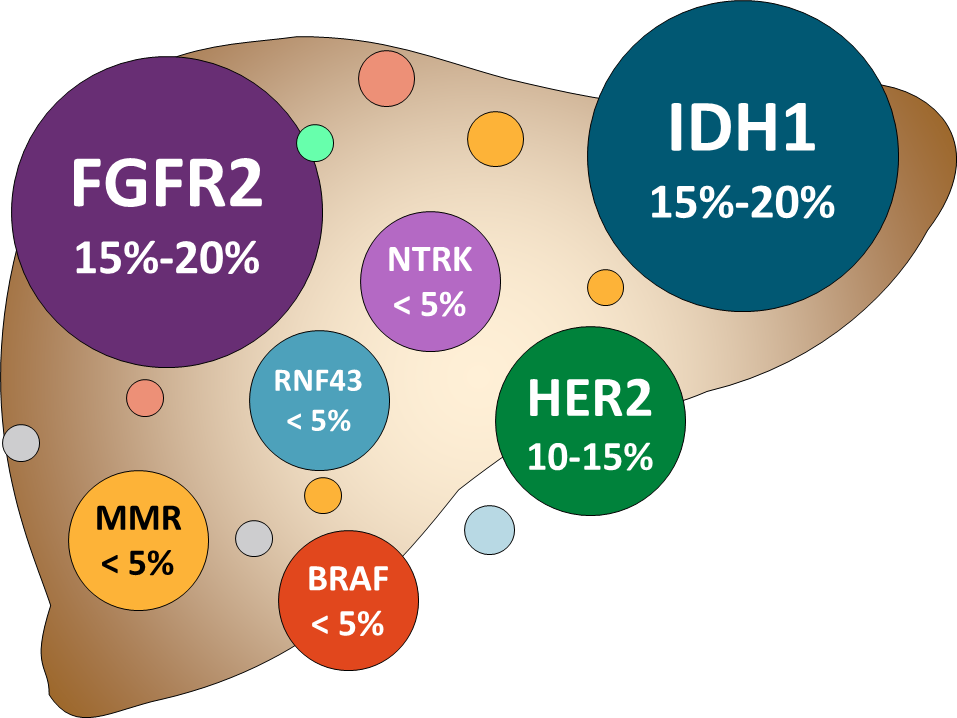 FGFR2
15%-20%
IDH1
15%-20%
NTRK
< 5%
RNF43
< 5%
HER2
10-15%
MMR
< 5%
BRAF
< 5%